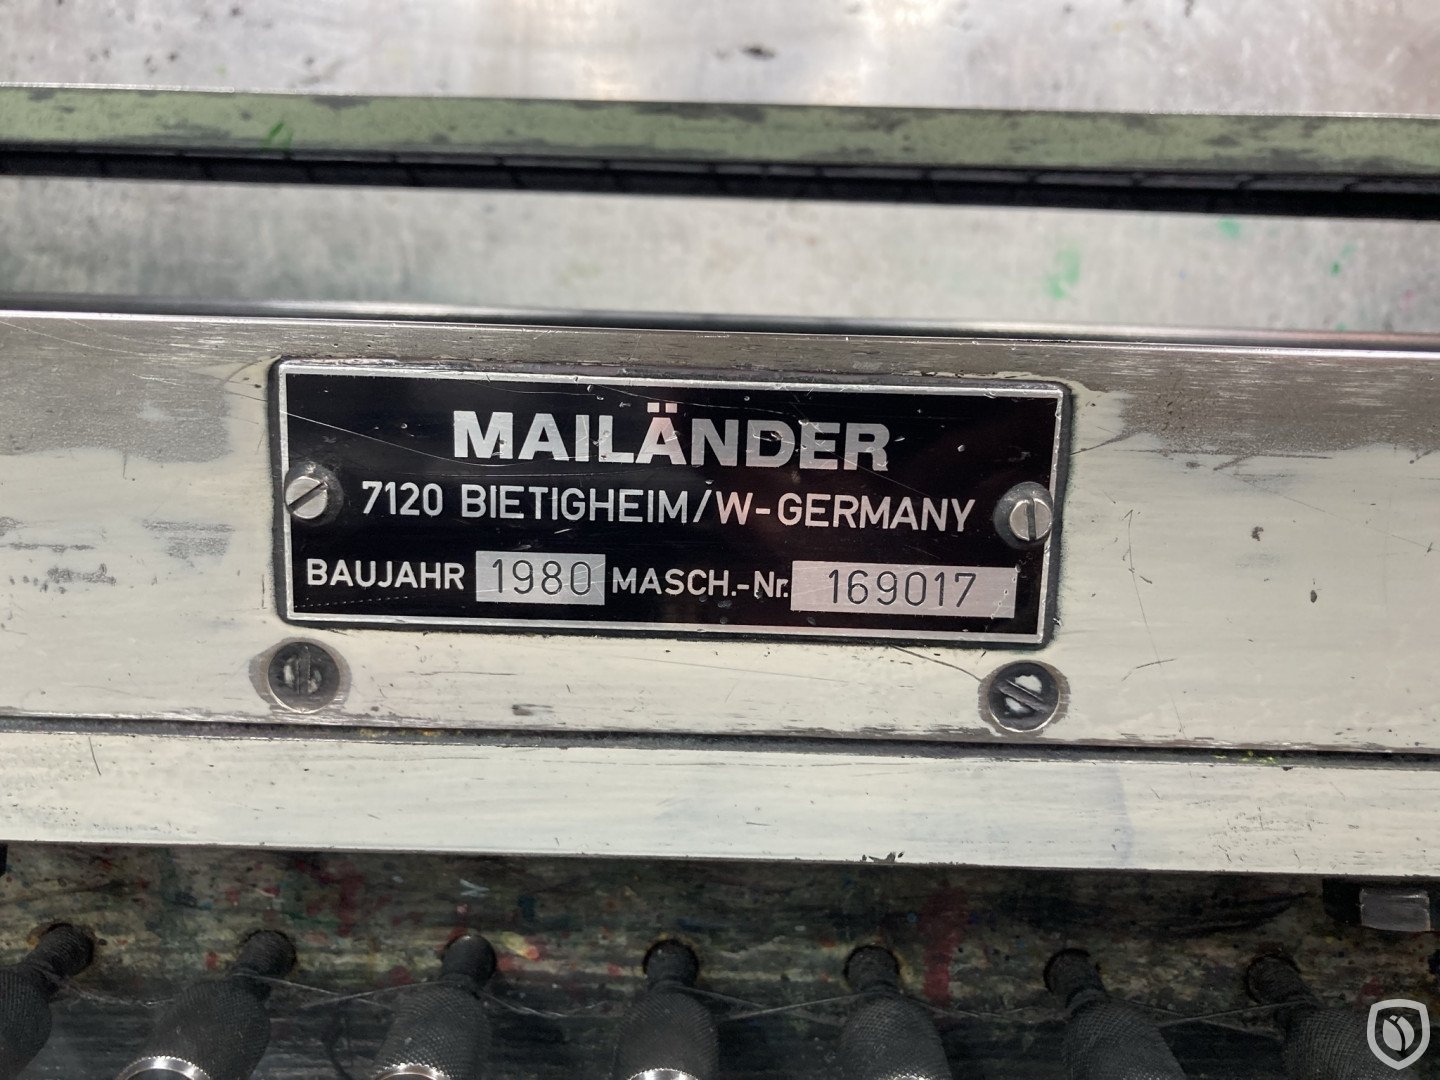 MAILÄNDER
7120 BIETIGHEIM/W-GERMANY
BAUJAHR 1980 MASCH.-Nr. 169017